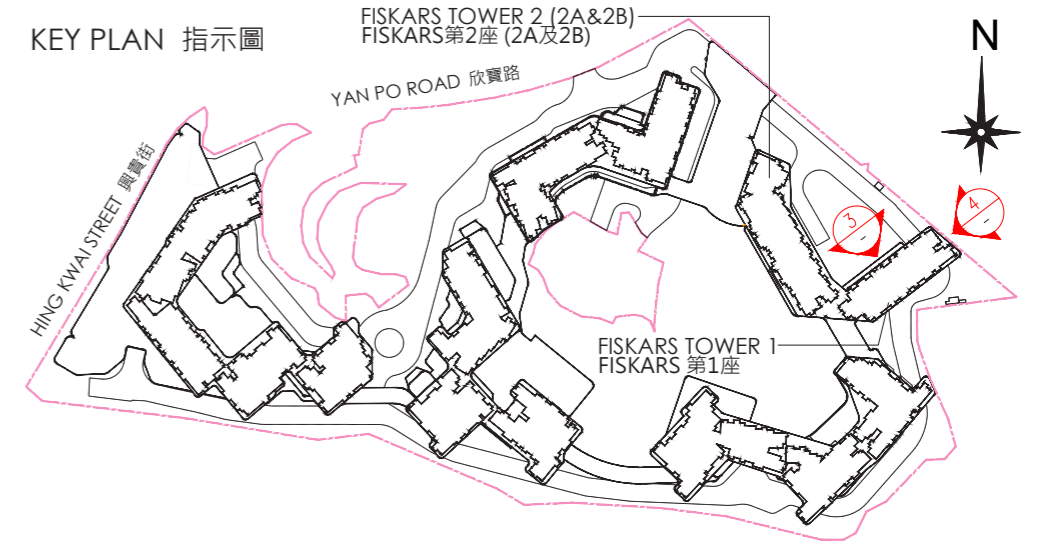 KEY PLAN 指示圖
FISKARS TOWER 2 (2A&2B)
FISKARS第2座 (2A及2B)
N
YAN PO ROAD 欣寶路
HING KWAI STREET 興貴街
3
-
4
-
FISKARS TOWER 1
FISKARS 第1座